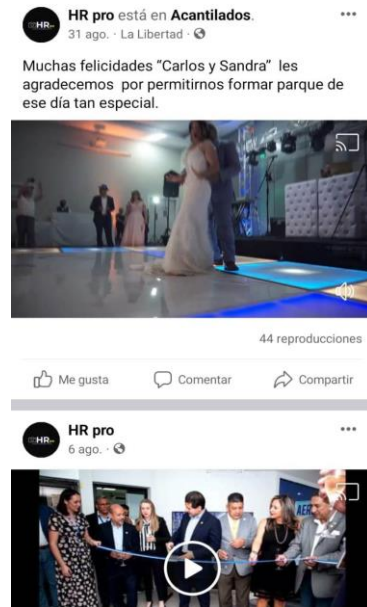 HR pro está en Acantilados.
31 ago. · La Libertad ·
Muchas felicidades “Carlos y Sandra” les
agradecemos por permitirnos formar parque de
ese día tan especial.
44 reproducciones
Me gusta Comentar Compartir
HR pro
6 ago. ·